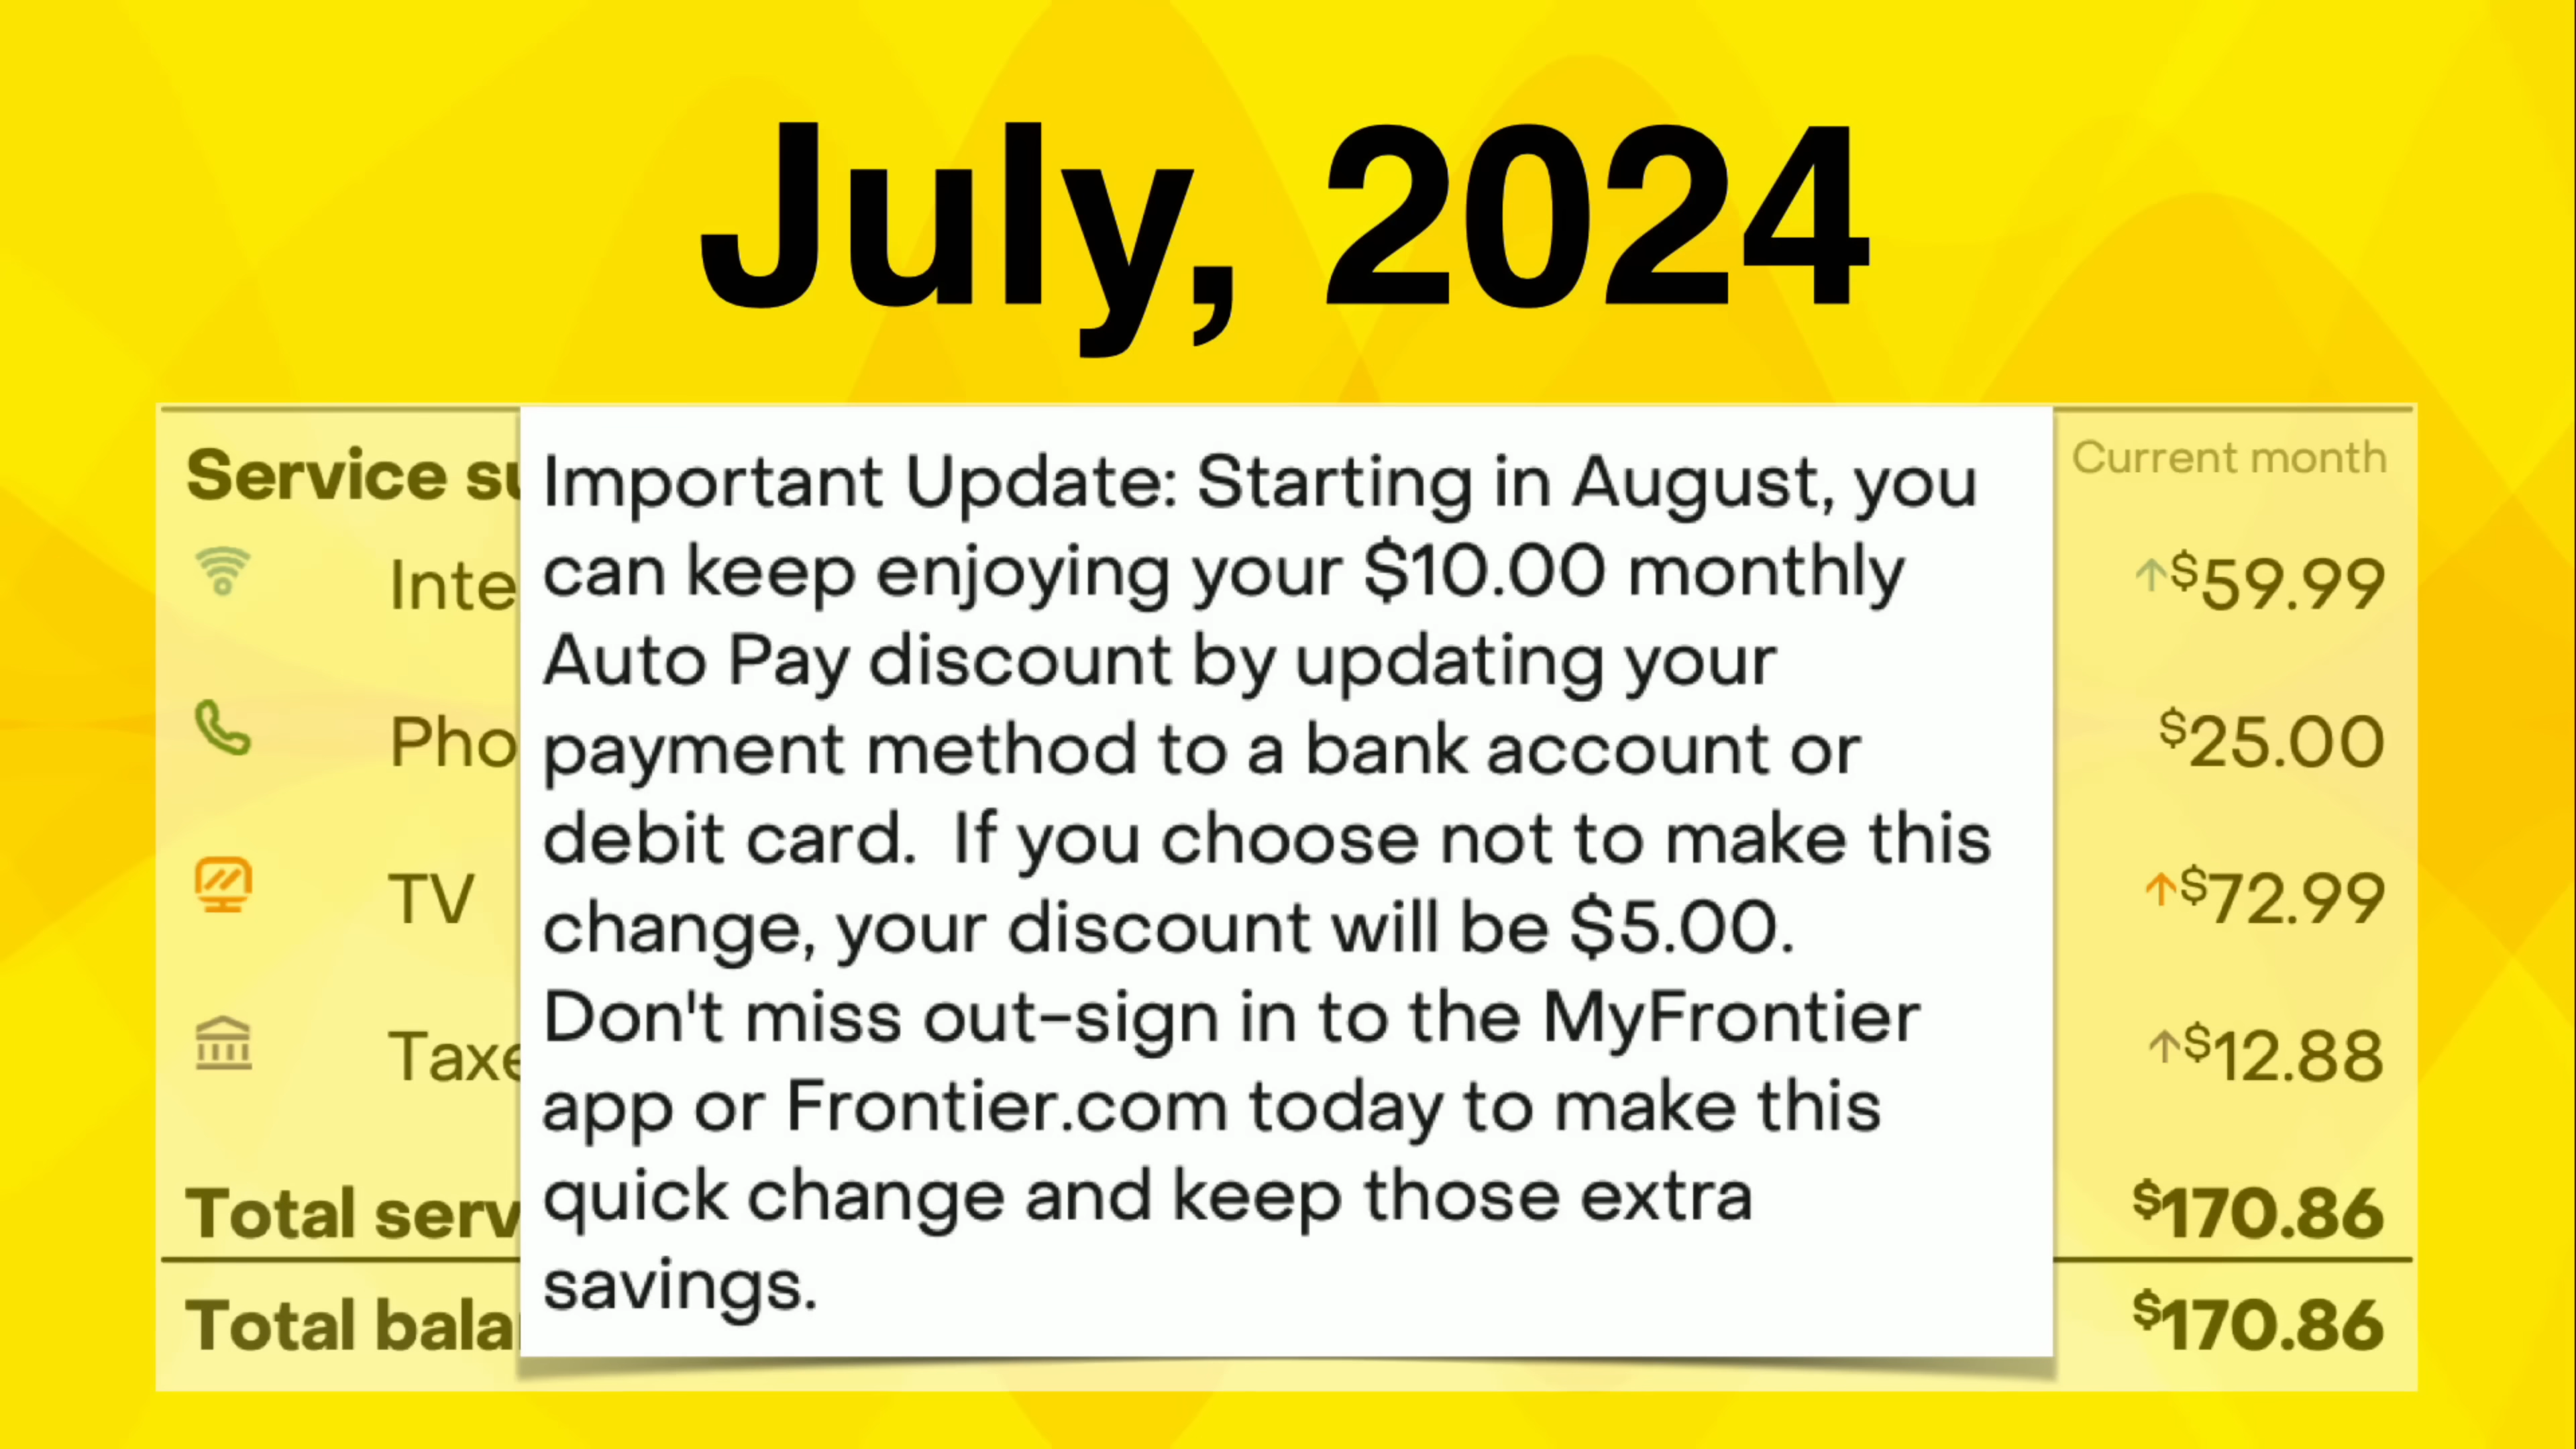 July, 2024
Service su
Current month
Inte
↑$59.99
Pho
$25.00
TV
↑$72.99
Taxe
↑$12.88
Total serv
$170.86
Total bala
$170.86
Important Update: Starting in August, you
can keep enjoying your $10.00 monthly
Auto Pay discount by updating your
payment method to a bank account or
debit card.  If you choose not to make this
change, your discount will be $5.00.
Don't miss out-sign in to the MyFrontier
app or Frontier.com today to make this
quick change and keep those extra
savings.